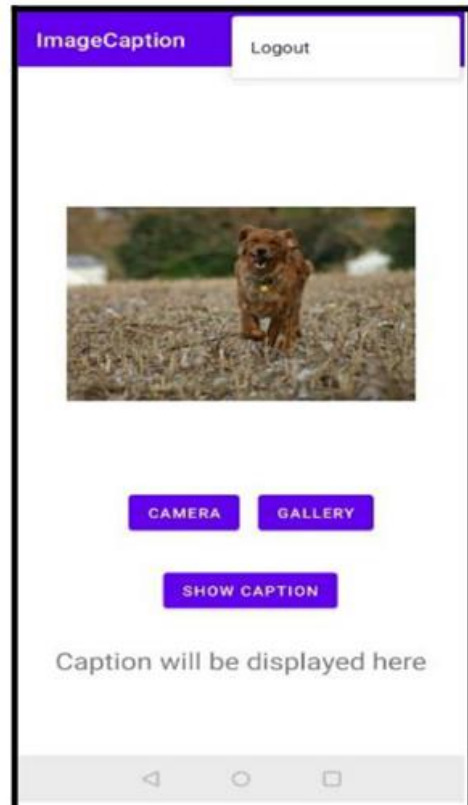 ImageCaption
Logout
CAMERA
GALLERY
SHOW CAPTION
Caption will be displayed here